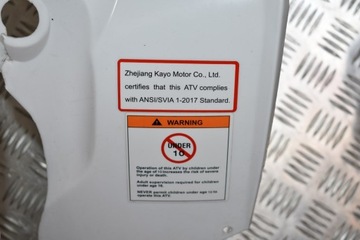 Zhejiang Kayo Motor Co., Ltd.
certifies that this ATV complies
with ANSI/SVIA 1-2017 Standard.
WARNING
UNDER
10
Operation of this ATV by children under
the age of 10 increases the risk of severe
injury or death.
Adult supervision required for children
under age 16.
NEVER permit children under age 10 to
operate this ATV.